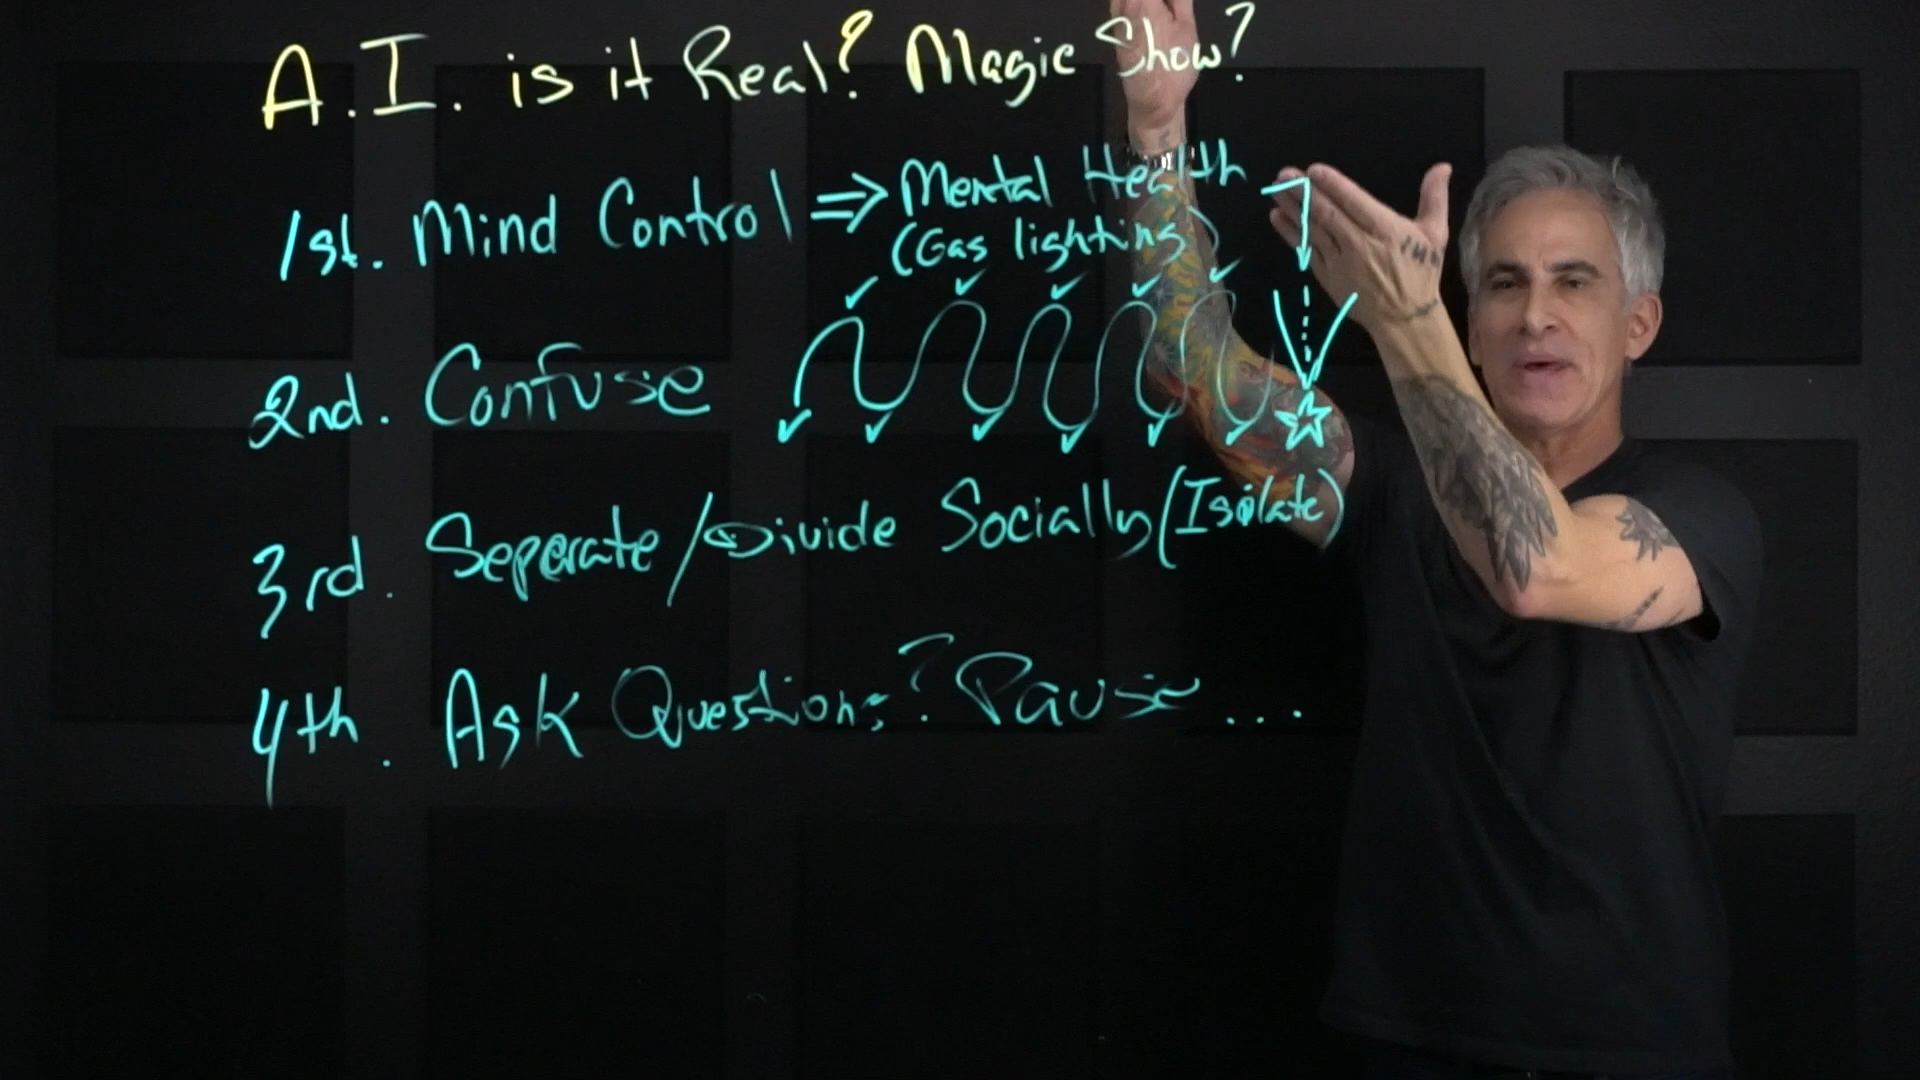 A.I. is it Real? Magic Show?
1st. Mind Control ⇒ Mental Health
(Gas lighting)
2nd. Confuse
3rd. Seperate/Divide Socially (Isolate)
4th. Ask Questions? Pause...